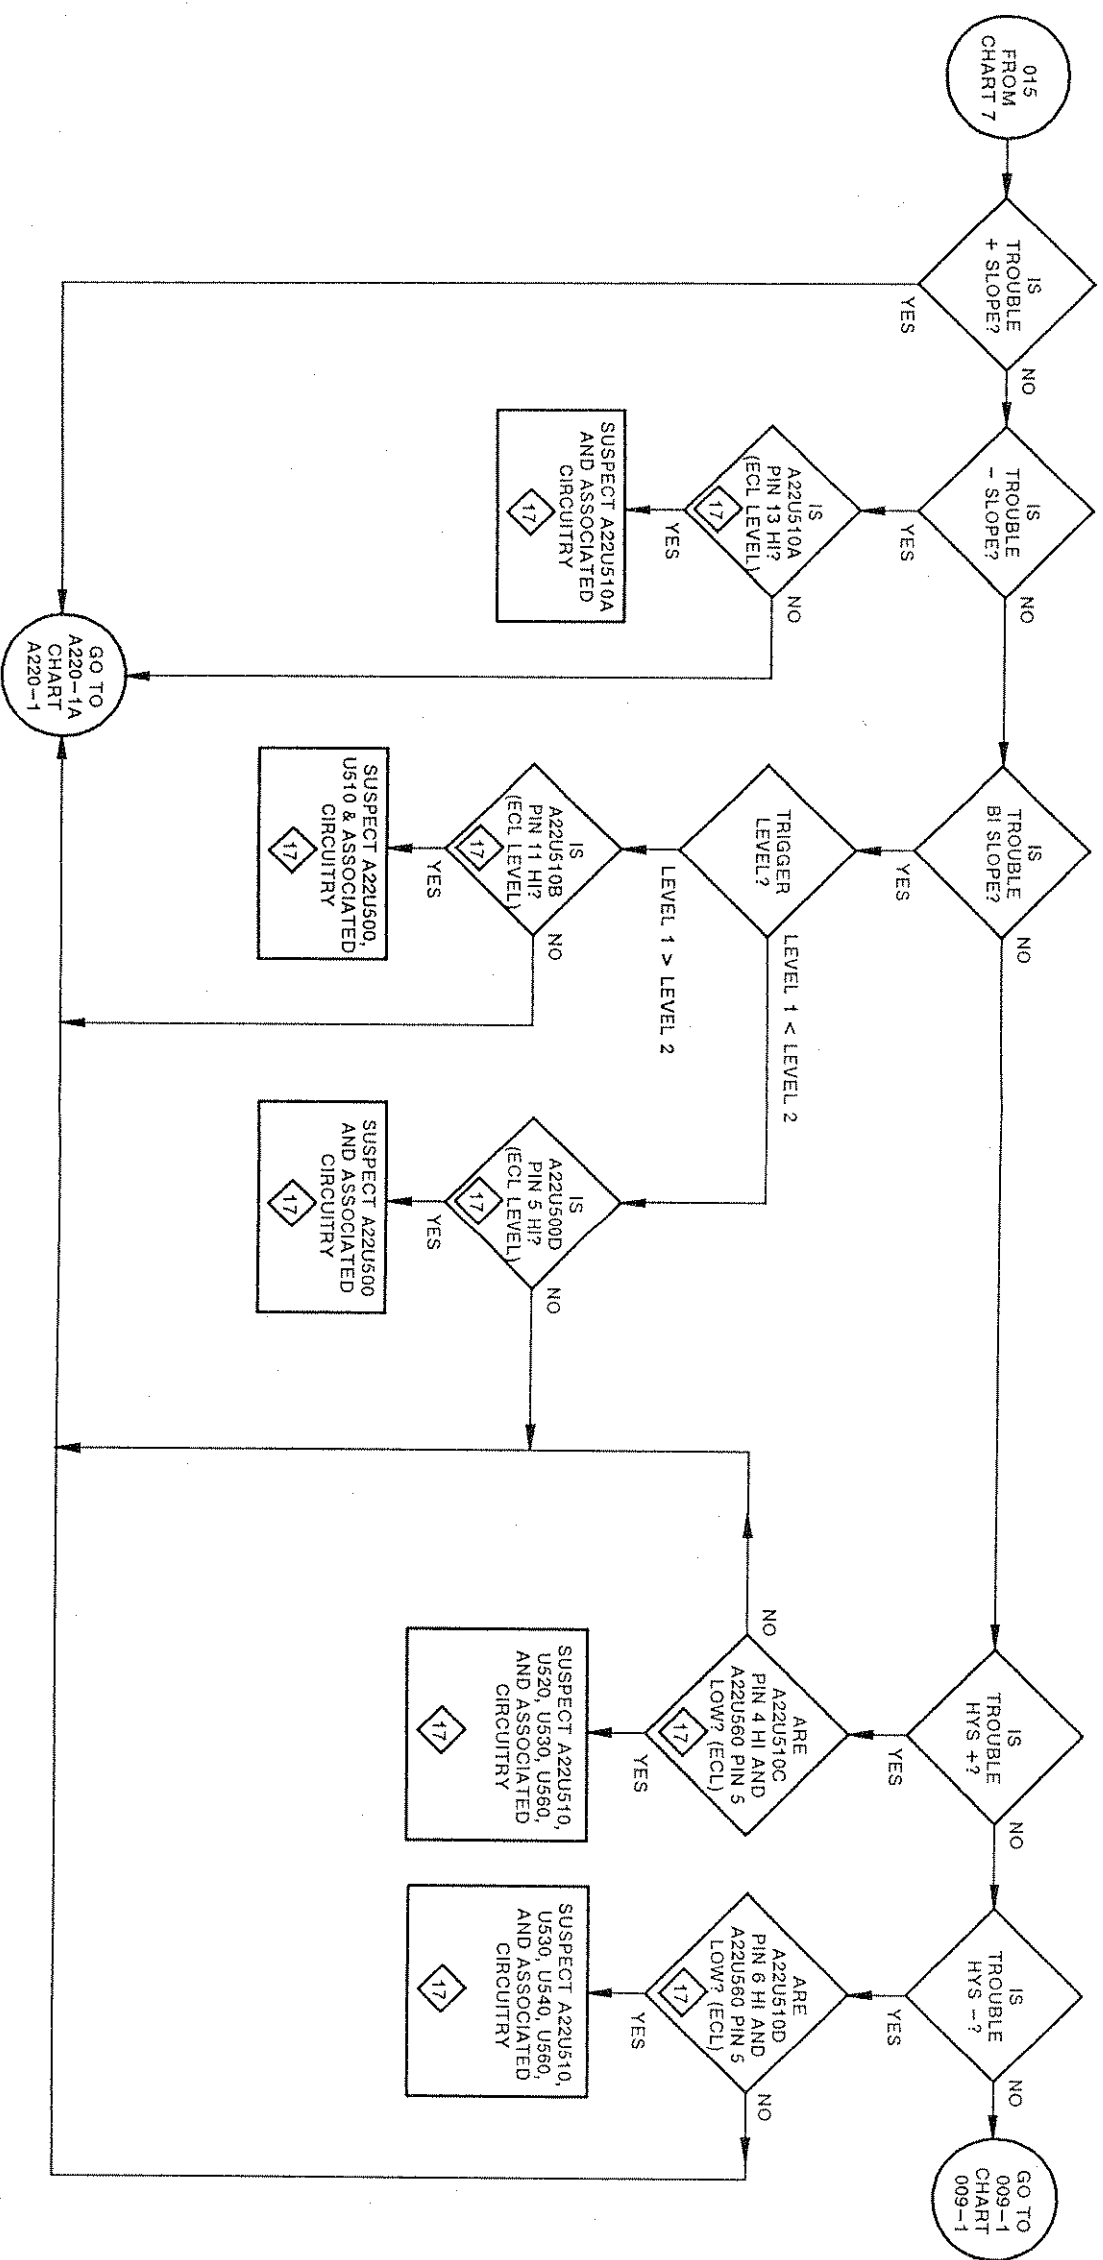 015
FROM
CHART 7
IS
TROUBLE
+ SLOPE?
YES
NO
IS
TROUBLE
– SLOPE?
YES
NO
IS
A22U510A
PIN 13 HI?
(ECL LEVEL)
17
YES
NO
SUSPECT A22U510A
AND ASSOCIATED
CIRCUITRY
17
IS
TROUBLE
BI SLOPE?
YES
NO
TRIGGER
LEVEL?
LEVEL 1 < LEVEL 2
LEVEL 1 > LEVEL 2
IS
A22U510B
PIN 11 HI?
(ECL LEVEL)
17
YES
NO
SUSPECT A22U500,
U510 & ASSOCIATED
CIRCUITRY
17
IS
A22U500D
PIN 5 HI?
(ECL LEVEL)
17
YES
NO
SUSPECT A22U500
AND ASSOCIATED
CIRCUITRY
17
IS
TROUBLE
HYS +?
YES
NO
ARE
A22U510C
PIN 4 HI AND
A22U560 PIN 5
LOW? (ECL)
17
NO
YES
SUSPECT A22U510,
U520, U530, U560,
AND ASSOCIATED
CIRCUITRY
17
IS
TROUBLE
HYS –?
YES
NO
ARE
A22U510D
PIN 6 HI AND
A22U560 PIN 5
LOW? (ECL)
17
YES
NO
SUSPECT A22U510,
U530, U540, U560,
AND ASSOCIATED
CIRCUITRY
17
GO TO
009–1
CHART
009–1
GO TO
A220–1A
CHART
A220–1